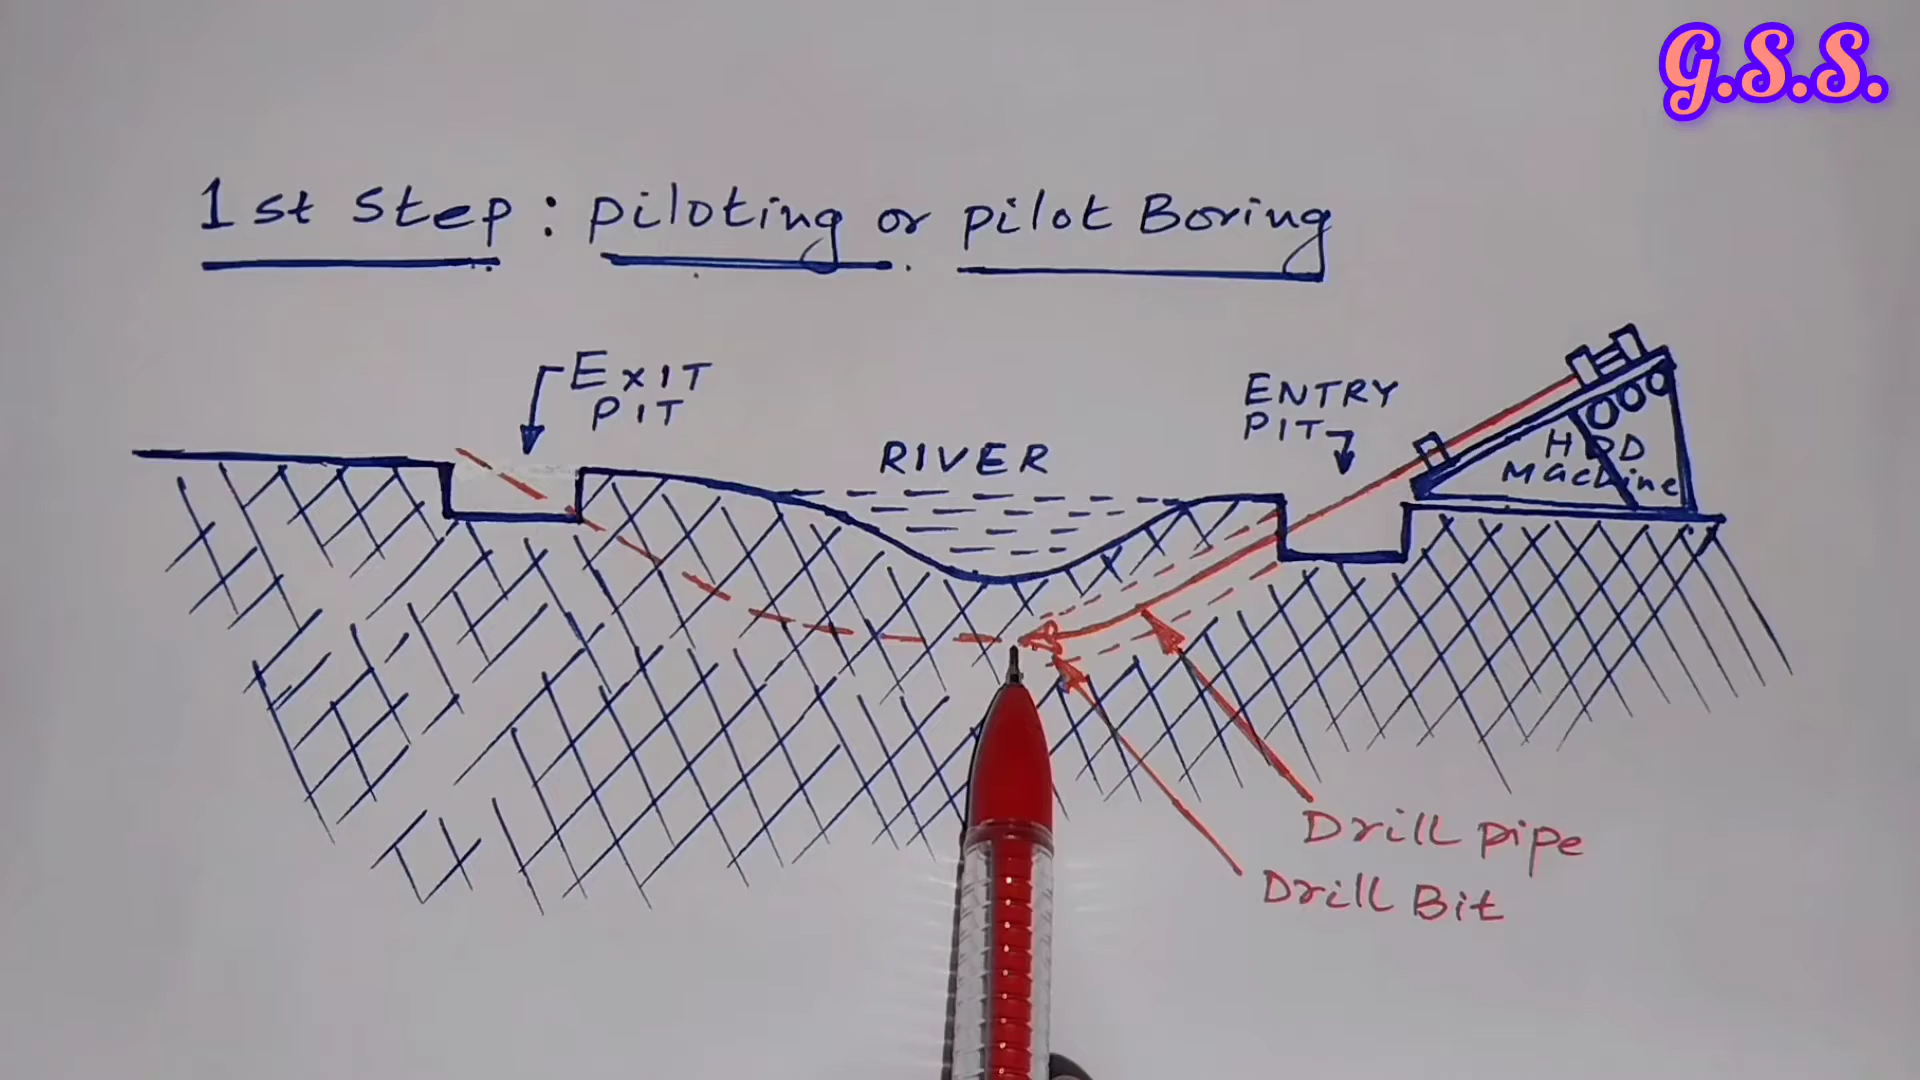 G.S.S.
1st Step : piloting or pilot Boring
EXIT
PIT
RIVER
ENTRY
PIT
HDD
Machine
Drill pipe
Drill Bit